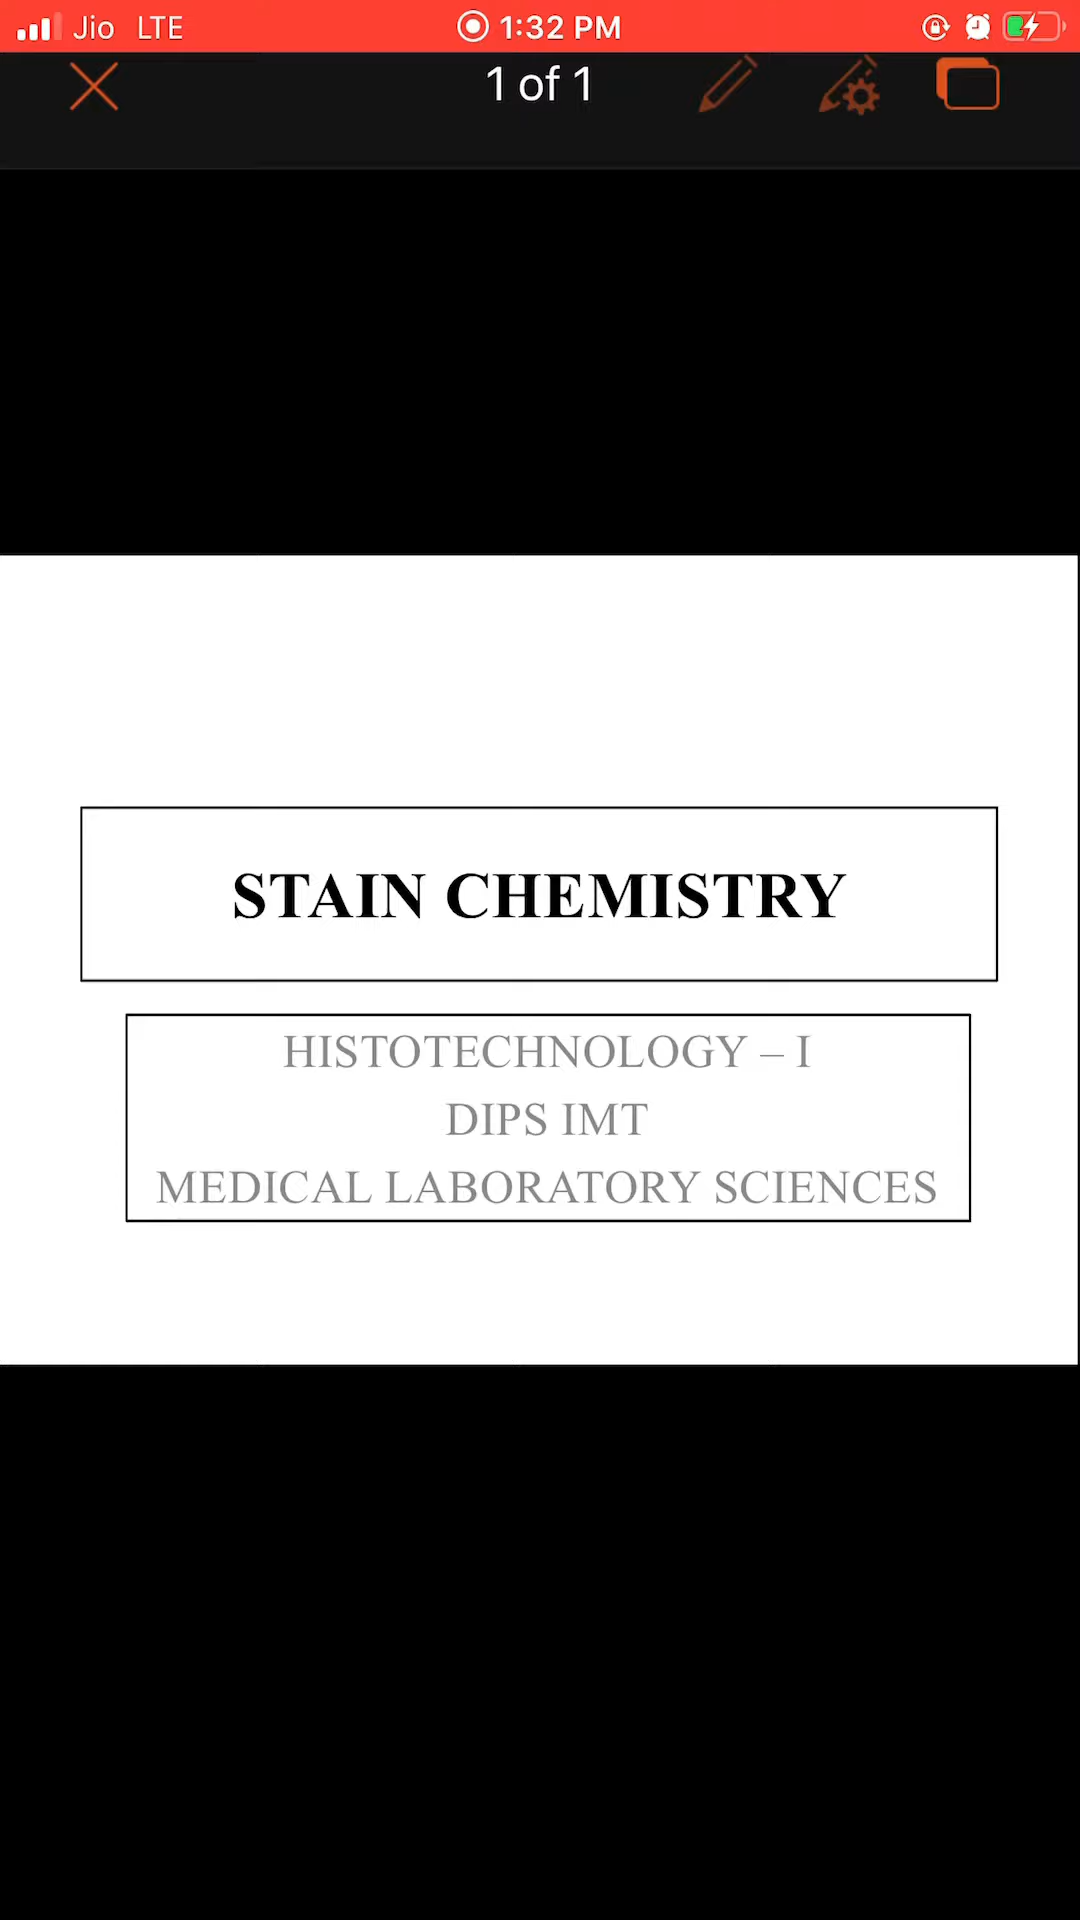 Jio LTE 1:32 PM
1 of 1
STAIN CHEMISTRY
HISTOTECHNOLOGY – I
DIPS IMT
MEDICAL LABORATORY SCIENCES